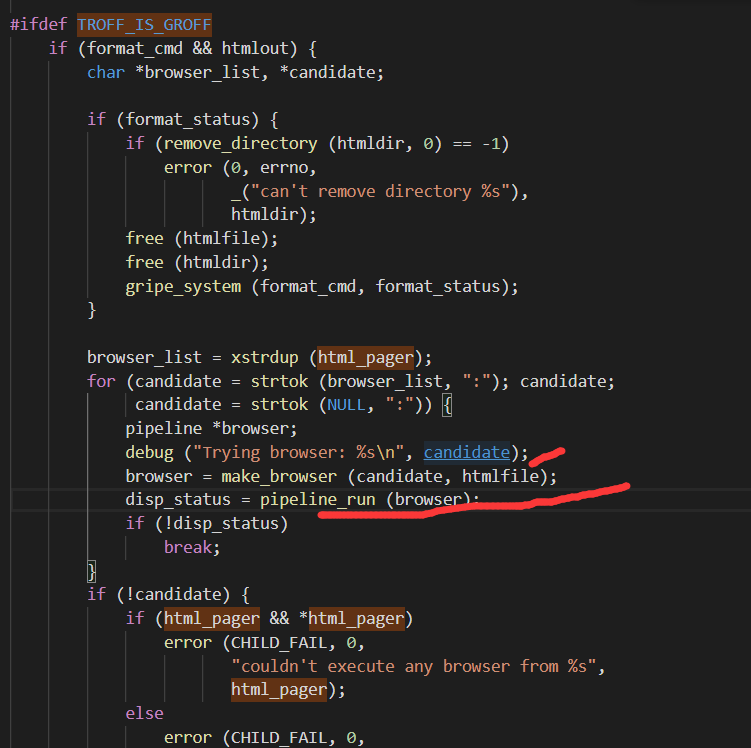 #ifdef TROFF_IS_GROFF
if (format_cmd && htmlout) {
char *browser_list, *candidate;
if (format_status) {
if (remove_directory (htmldir, 0) == -1)
error (0, errno,
_("can't remove directory %s"),
htmldir);
free (htmlfile);
free (htmldir);
gripe_system (format_cmd, format_status);
}
browser_list = xstrdup (html_pager);
for (candidate = strtok (browser_list, ":"); candidate;
candidate = strtok (NULL, ":")) {
pipeline *browser;
debug ("Trying browser: %s\n", candidate);
browser = make_browser (candidate, htmlfile);
disp_status = pipeline_run (browser);
if (!disp_status)
break;
}
if (!candidate) {
if (html_pager && *html_pager)
error (CHILD_FAIL, 0,
"couldn't execute any browser from %s",
html_pager);
else
error (CHILD_FAIL, 0,